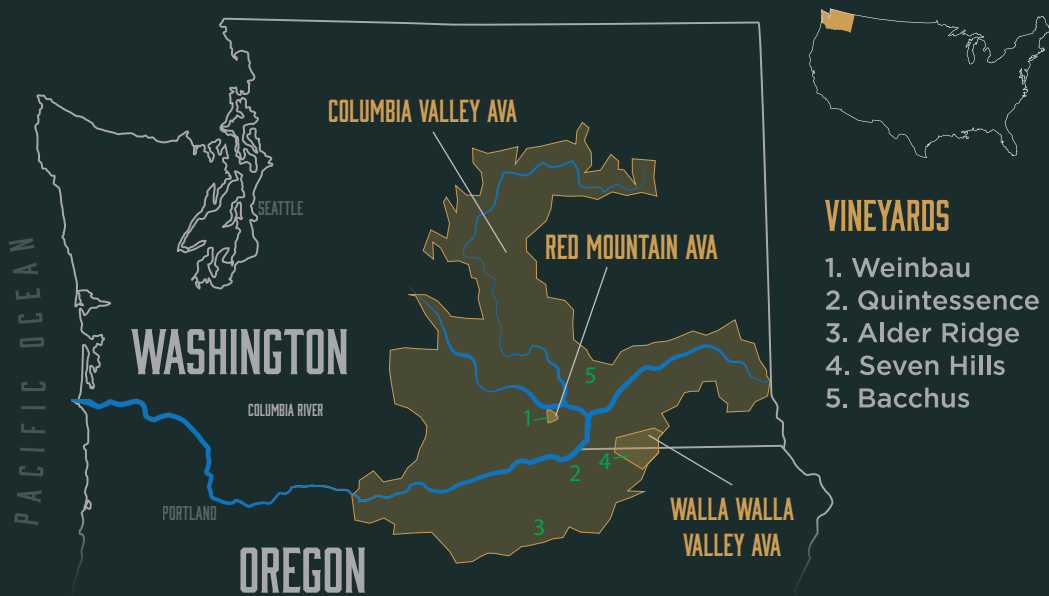 COLUMBIA VALLEY AVA
SEATTLE
RED MOUNTAIN AVA
PACIFIC OCEAN
WASHINGTON
COLUMBIA RIVER
PORTLAND
OREGON
WALLA WALLA
VALLEY AVA
5
1
4
2
3
VINEYARDS
1. Weinbau
2. Quintessence
3. Alder Ridge
4. Seven Hills
5. Bacchus